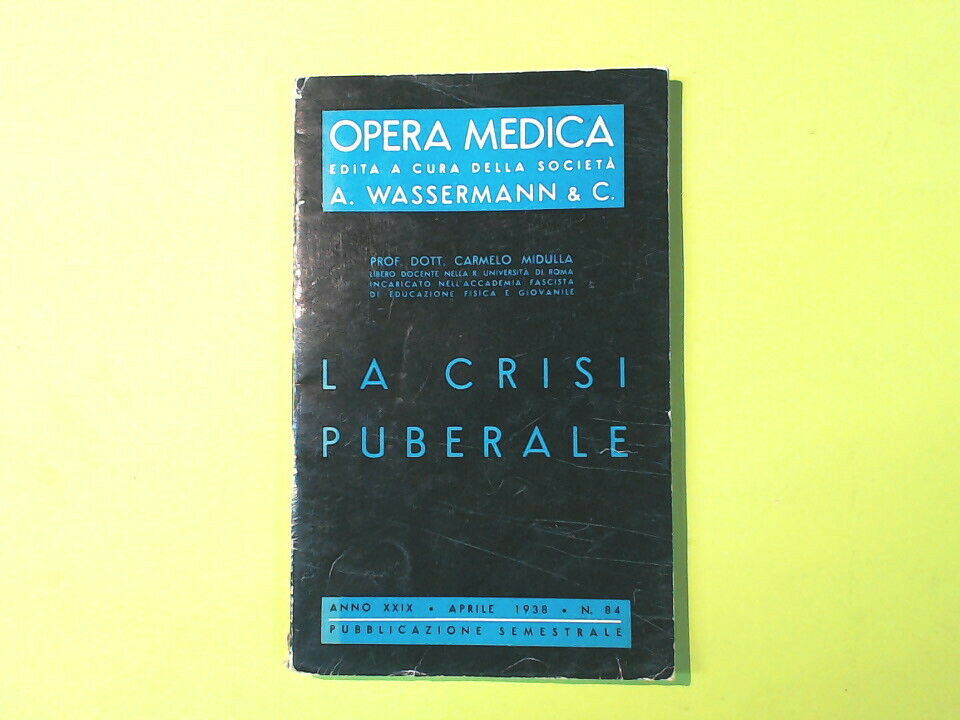 OPERA MEDICA
EDITA A CURA DELLA SOCIETÀ
A. WASSERMANN & C.
PROF. DOTT. CARMELO MIDULLA
LIBERO DOCENTE NELLA R. UNIVERSITÀ DI ROMA
INCARICATO NELL'ACCADEMIA FASCISTA
DI EDUCAZIONE FISICA E GIOVANILE
LA CRISI
PUBERALE
ANNO XXIX • APRILE 1938 • N. 84
PUBBLICAZIONE SEMESTRALE